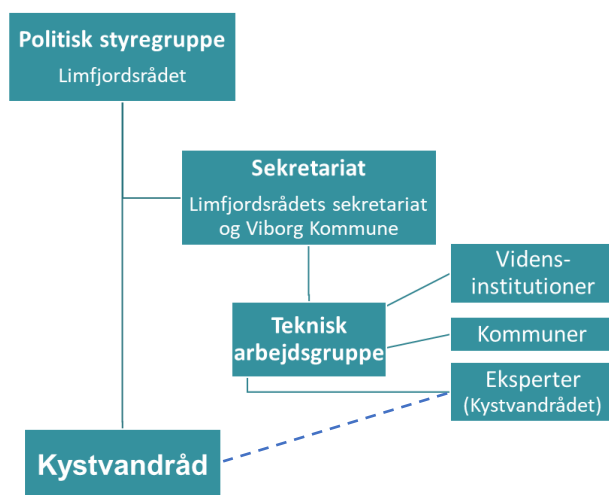 Politisk styregruppe
Limfjordsrådet
Sekretariat
Limfjordsrådets sekretariat
og Viborg Kommune
Videns-
institutioner
Teknisk
arbejdsgruppe
Kommuner
Eksperter
(Kystvandrådet)
Kystvandråd